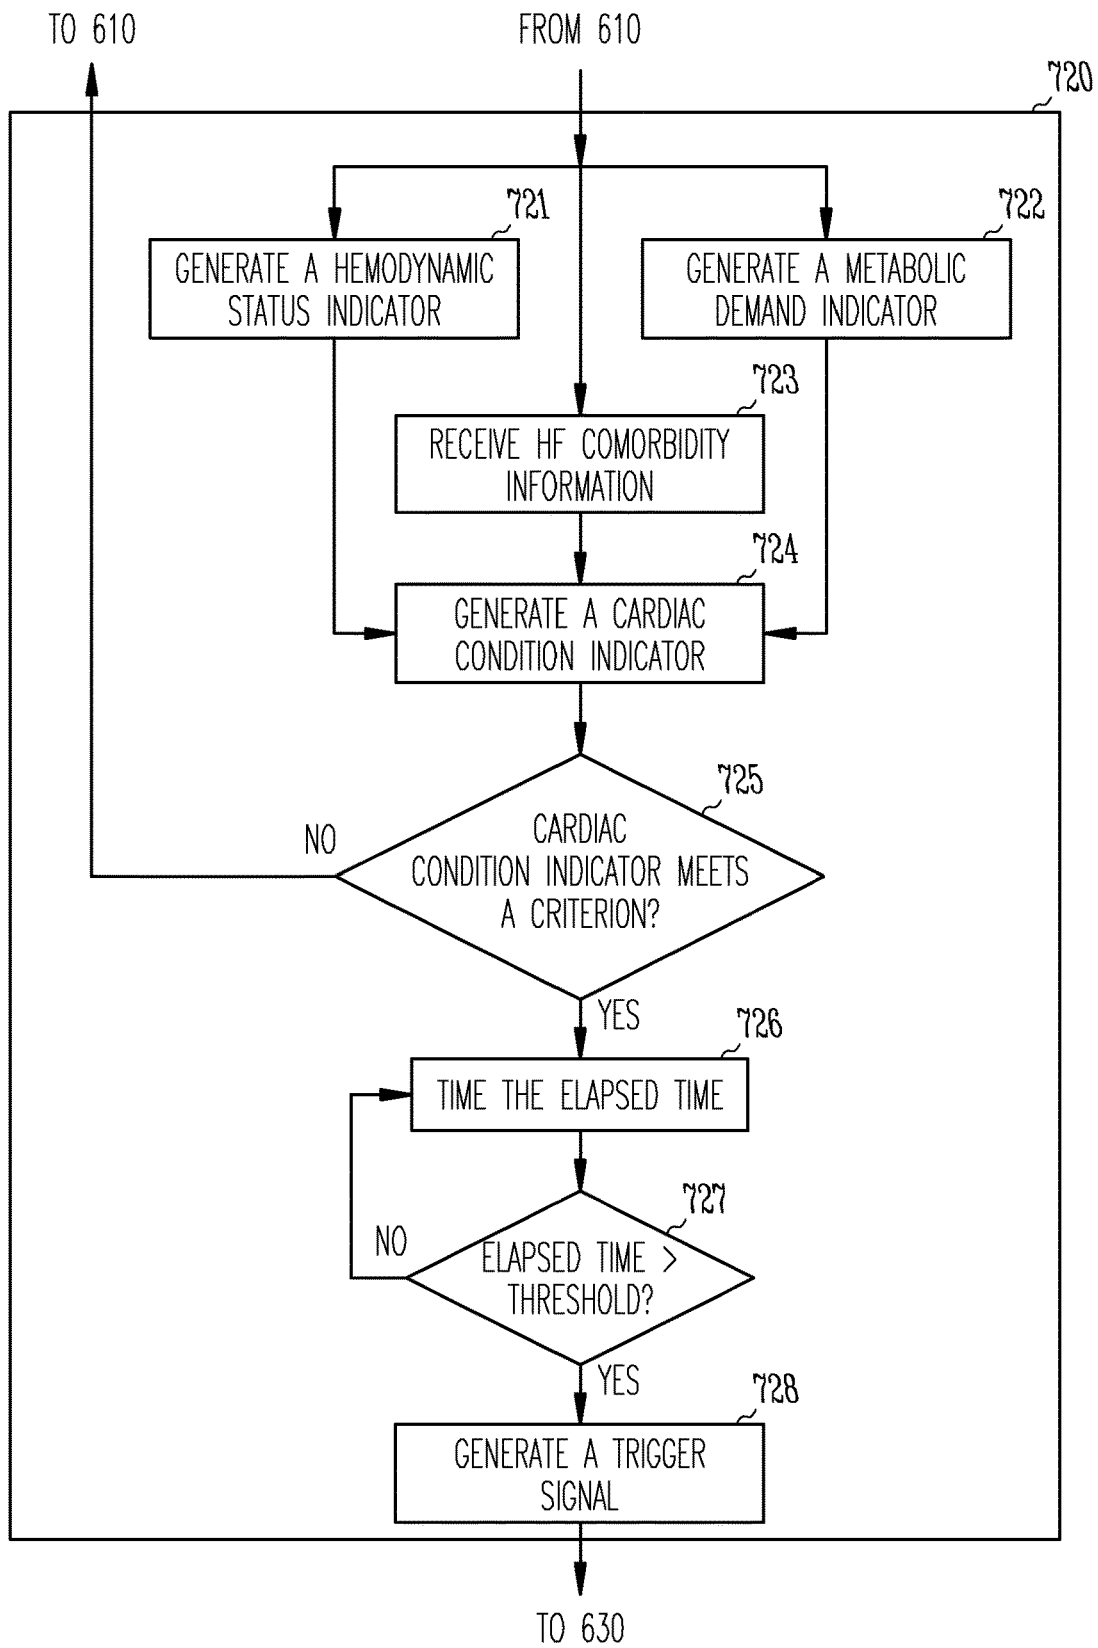 TO 610
FROM 610
720
721
GENERATE A HEMODYNAMIC
STATUS INDICATOR
722
GENERATE A METABOLIC
DEMAND INDICATOR
723
RECEIVE HF COMORBIDITY
INFORMATION
724
GENERATE A CARDIAC
CONDITION INDICATOR
725
CARDIAC
CONDITION INDICATOR MEETS
A CRITERION?
NO
YES
726
TIME THE ELAPSED TIME
727
ELAPSED TIME >
THRESHOLD?
NO
YES
728
GENERATE A TRIGGER
SIGNAL
TO 630